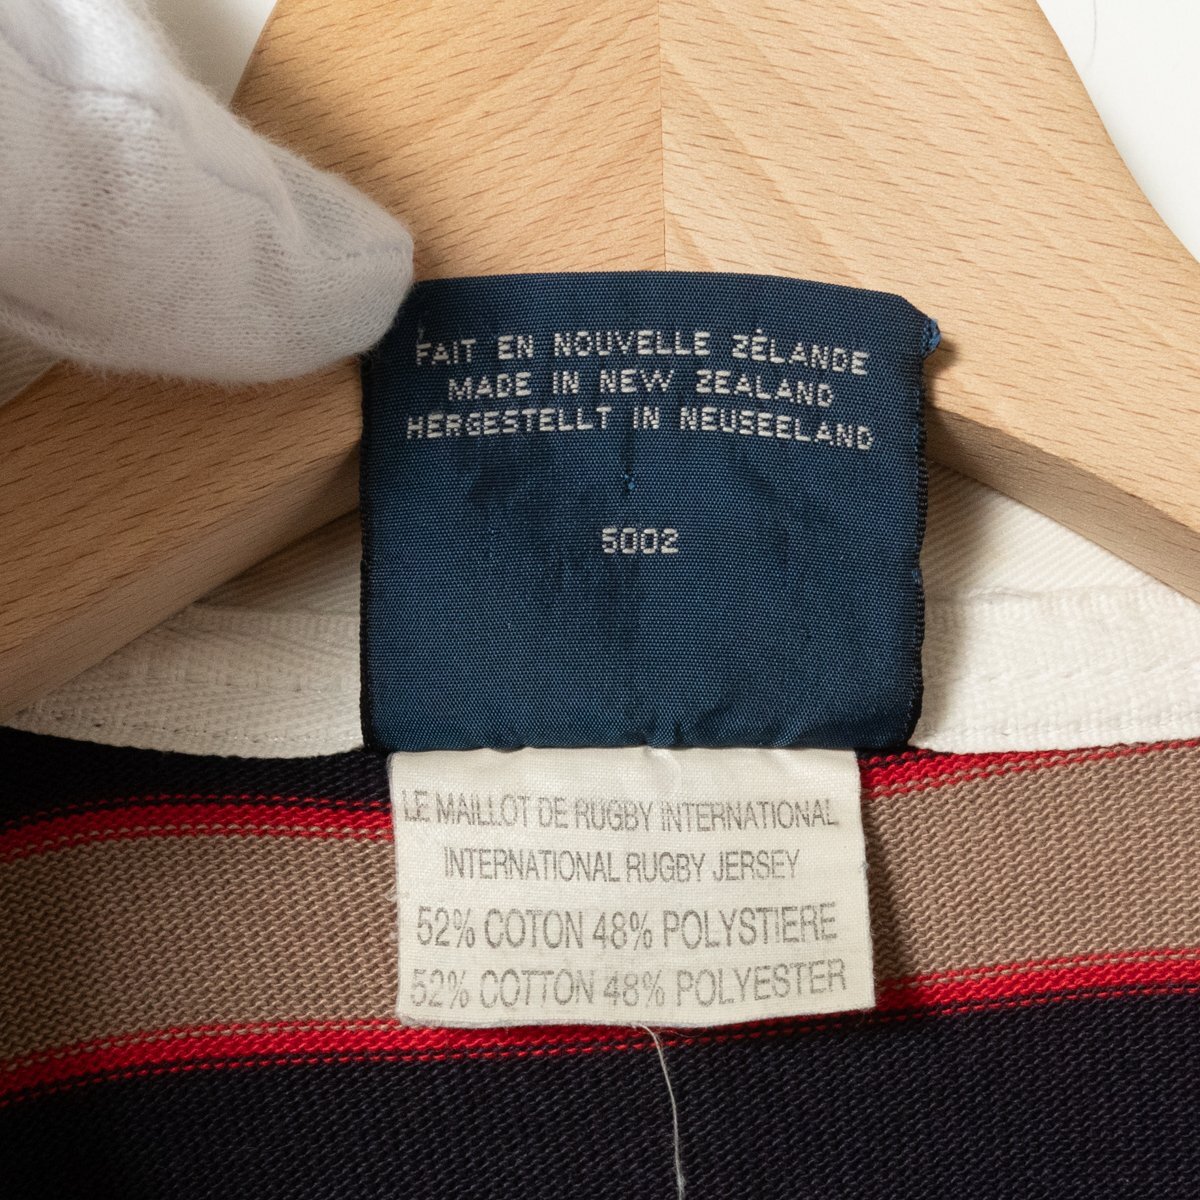 FAIT EN NOUVELLE ZÉLANDE
MADE IN NEW ZEALAND
HERGESTELLT IN NEUSEELAND
5002
LE MAILLOT DE RUGBY INTERNATIONAL
INTERNATIONAL RUGBY JERSEY
52% COTON 48% POLYSTIERE
52% COTTON 48% POLYESTER